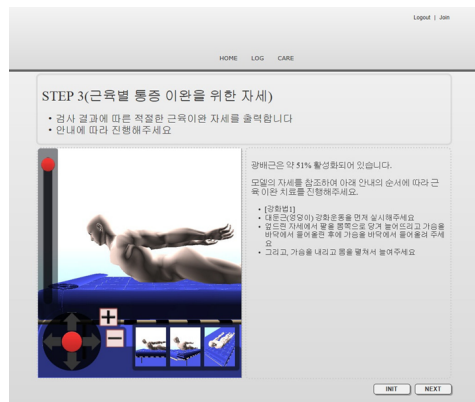 Logout | Join
HOME LOG CARE
STEP 3(근육별 통증 이완을 위한 자세)
• 검사 결과에 따른 적절한 근육이완 자세를 출력합니다
• 안내에 따라 진행해주세요
광배근은 약 51% 활성화되어 있습니다.
모델의 자세를 참조하여 아래 안내의 순서에 따라 근
육 이완 치료를 진행해주세요.
• [강화법1]
• 대둔근(엉덩이) 강화운동을 먼저 실시해주세요
• 엎드린 자세에서 팔을 몸쪽으로 당겨 늘어뜨리고 가슴을
바닥에서 들어올린 후에 가슴을 바닥에서 들어올려 주세
요
• 그리고, 가슴을 내리고 몸을 펼쳐서 늘여주세요
INIT NEXT